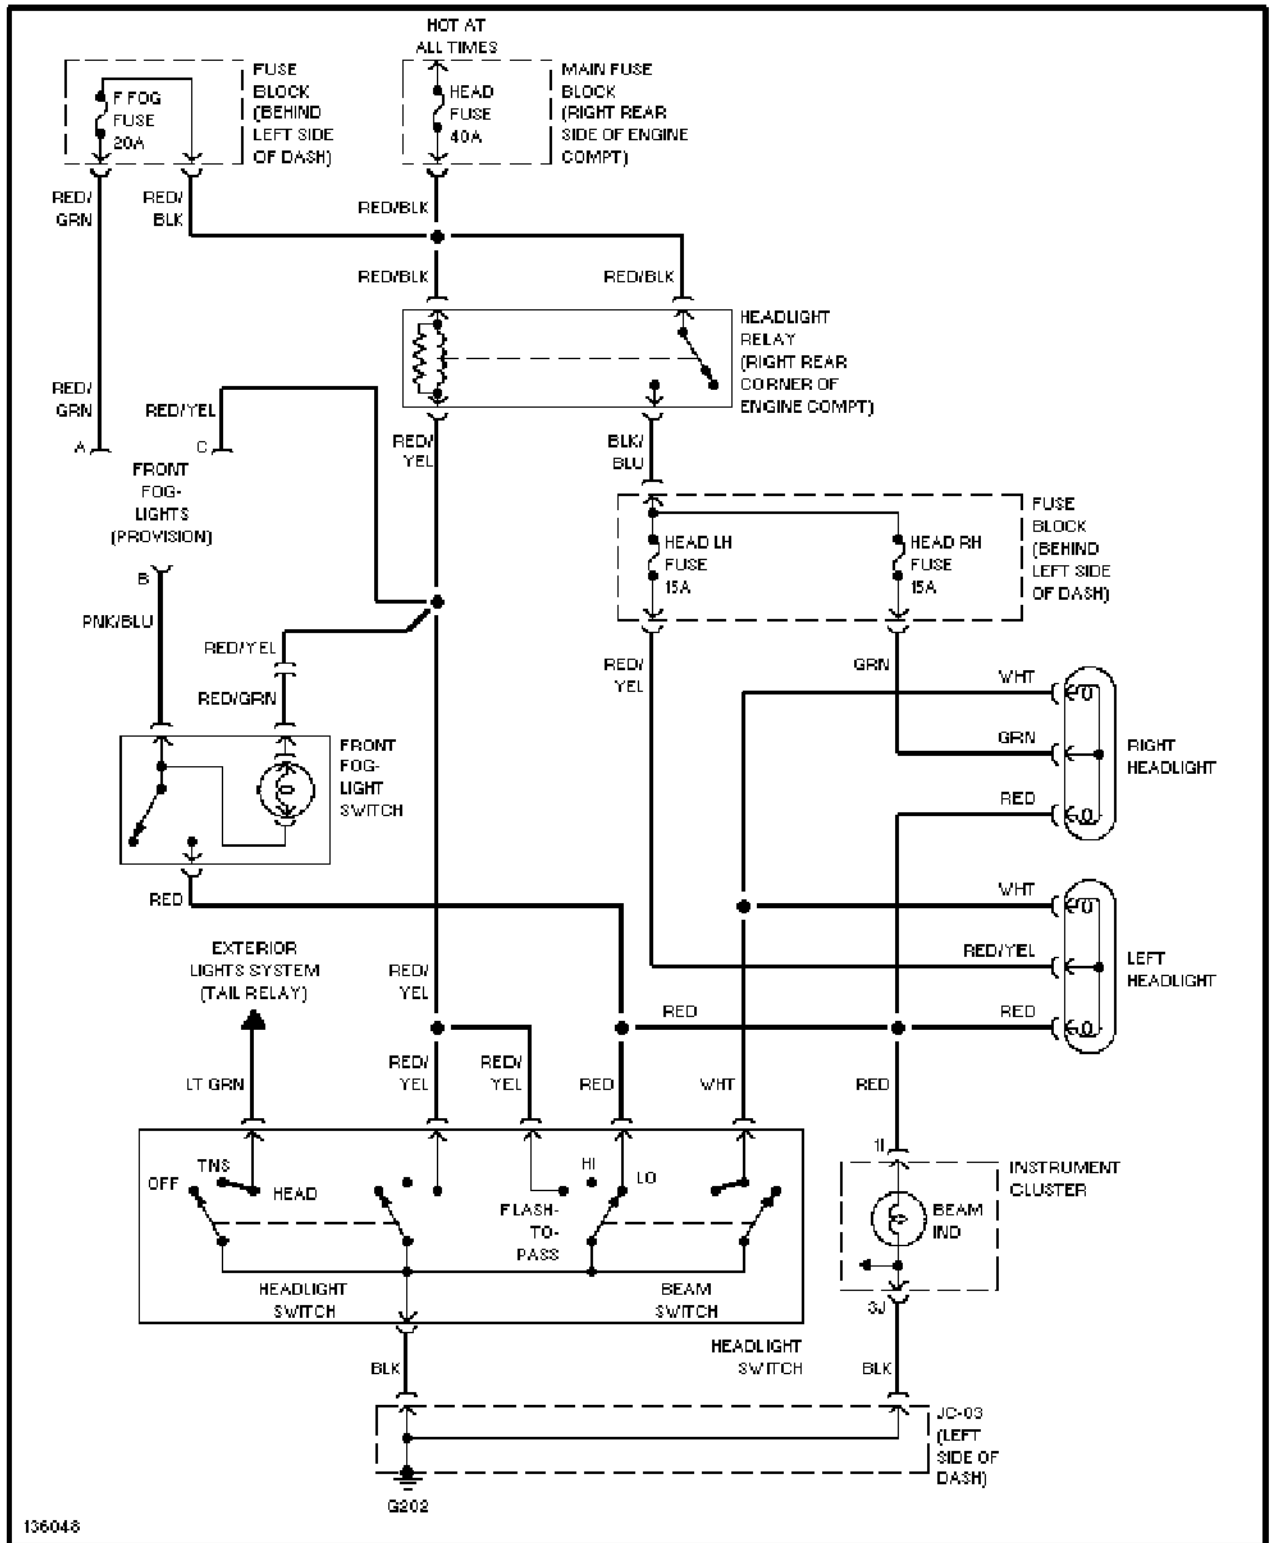 HOT AT
ALL TIMES
F FOG
FUSE
20A
FUSE
BLOCK
(BEHIND
LEFT SIDE
OF DASH)
HEAD
FUSE
40A
MAIN FUSE
BLOCK
(RIGHT REAR
SIDE OF ENGINE
COMPT)
RED/
GRN
RED/
BLK
RED/BLK
RED/BLK
RED/BLK
HEADLIGHT
RELAY
(RIGHT REAR
CORNER OF
ENGINE COMPT)
RED/
GRN
RED/YEL
A
C
RED/
YEL
BLK/
BLU
FRONT
FOG-
LIGHTS
(PROVISION)
B
PNK/BLU
HEAD LH
FUSE
15A
HEAD RH
FUSE
15A
FUSE
BLOCK
(BEHIND
LEFT SIDE
OF DASH)
RED/YEL
RED/GRN
RED/
YEL
GRN
WHT
GRN
RED
RIGHT
HEADLIGHT
FRONT
FOG-
LIGHT
SWITCH
RED
WHT
RED/YEL
RED
LEFT
HEADLIGHT
EXTERIOR
LIGHTS SYSTEM
(TAIL RELAY)
RED/
YEL
RED
LT GRN
RED/
YEL
RED/
YEL
RED
WHT
RED
OFF
TNS
HEAD
HI
LO
FLASH-
TO-
PASS
HEADLIGHT
SWITCH
BEAM
SWITCH
HEADLIGHT
SWITCH
1I
INSTRUMENT
CLUSTER
BEAM
IND
3J
BLK
BLK
JC-03
(LEFT
SIDE OF
DASH)
G202
136048